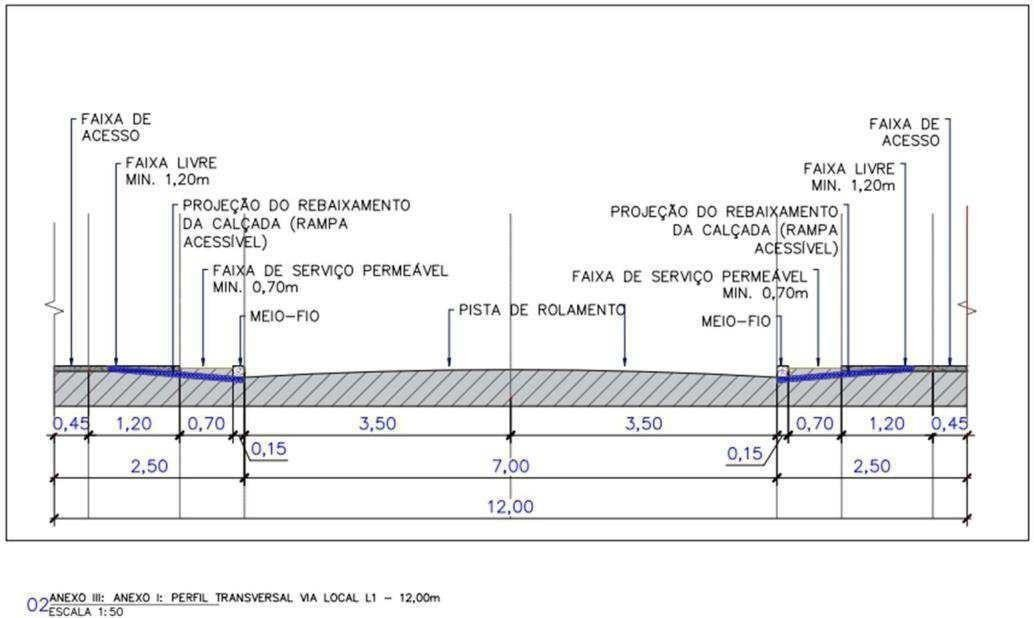 FAIXA DE
ACESSO
FAIXA LIVRE
MIN. 1,20m
PROJEÇÃO DO REBAIXAMENTO
DA CALÇADA (RAMPA
ACESSÍVEL)
FAIXA DE SERVIÇO PERMEÁVEL
MIN. 0,70m
MEIO-FIO
PISTA DE ROLAMENTO
FAIXA DE
ACESSO
FAIXA LIVRE
MIN. 1,20m
PROJEÇÃO DO REBAIXAMENTO
DA CALÇADA (RAMPA
ACESSÍVEL)
FAIXA DE SERVIÇO PERMEÁVEL
MIN. 0,70m
MEIO-FIO
0,45 1,20 0,70 3,50 3,50 0,70 1,20 0,45
0,15 0,15
2,50 7,00 2,50
12,00
02 ANEXO III: ANEXO I: PERFIL TRANSVERSAL VIA LOCAL L1 - 12,00m
ESCALA 1:50